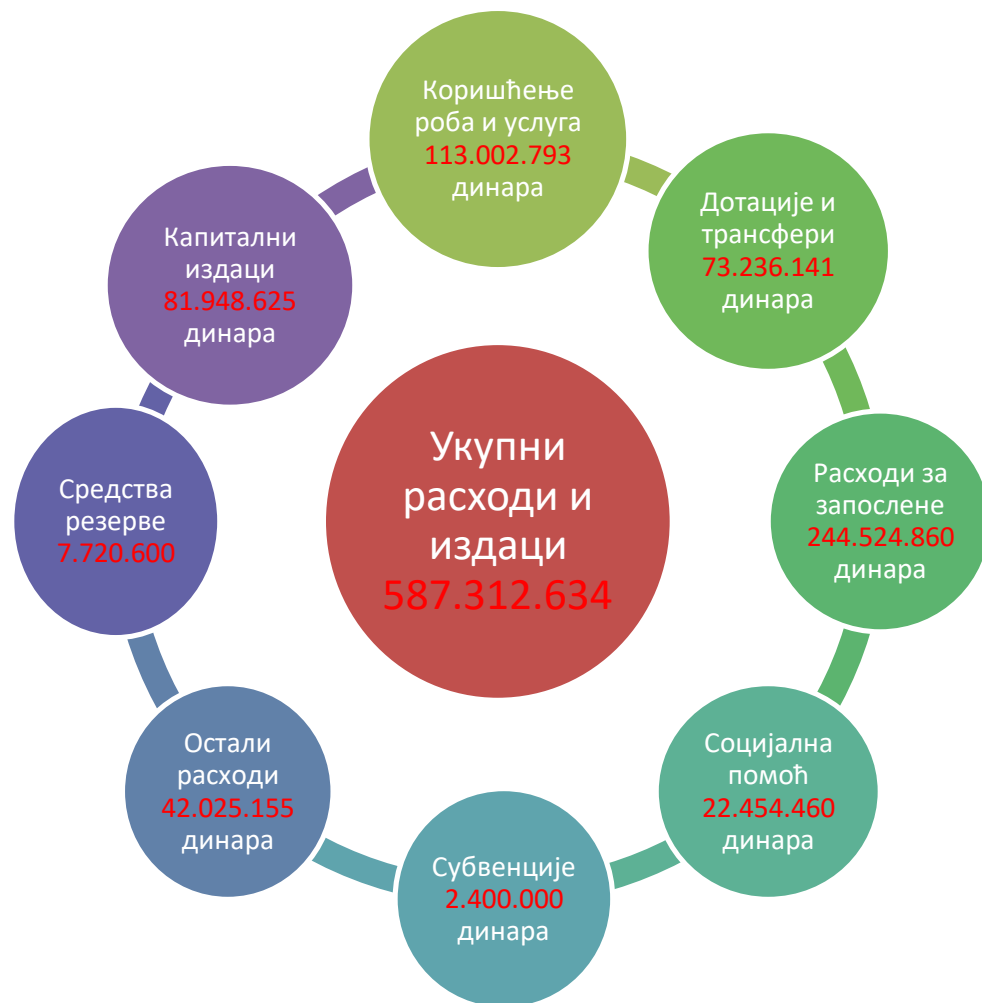 Коришћење
роба и услуга
113.002.793
динара
Дотације и
трансфери
73.236.141
динара
Расходи за
запослене
244.524.860
динара
Социјална
помоћ
22.454.460
динара
Субвенције
2.400.000
динара
Остали
расходи
42.025.155
динара
Средства
резерве
7.720.600
Капитални
издаци
81.948.625
динара
Укупни
расходи и
издаци
587.312.634